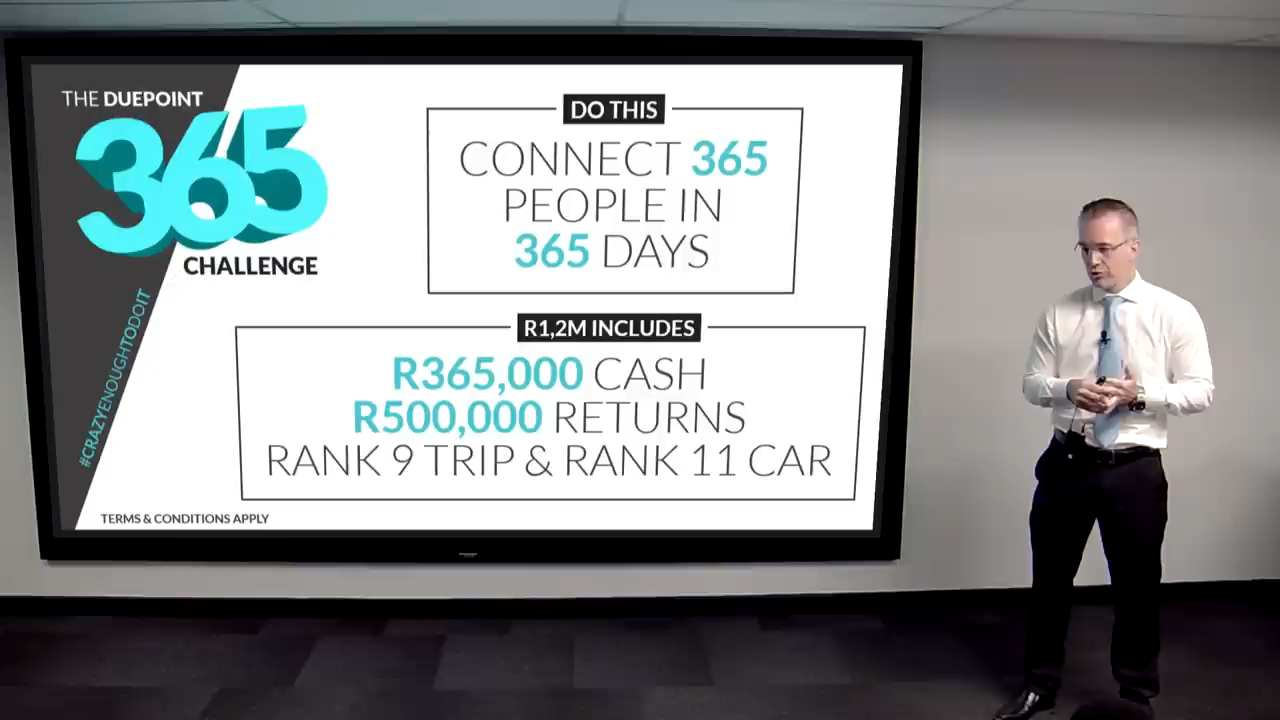 THE DUEPOINT
365
CHALLENGE
#CRAZYENOUGHTODOIT
DO THIS
CONNECT 365
PEOPLE IN
365 DAYS
R1,2M INCLUDES
R365,000 CASH
R500,000 RETURNS
RANK 9 TRIP & RANK 11 CAR
TERMS & CONDITIONS APPLY